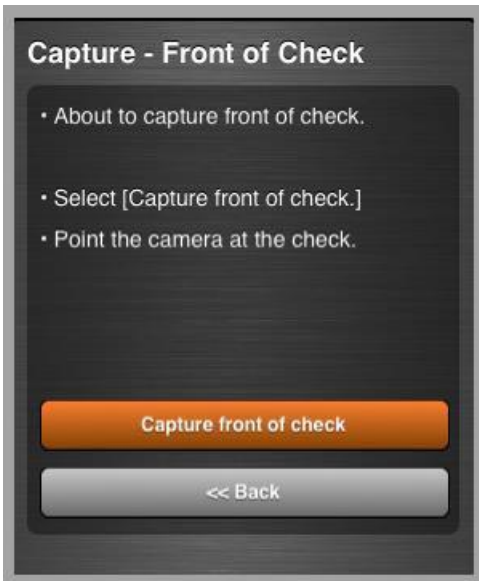 Capture - Front of Check
• About to capture front of check.
• Select [Capture front of check.]
• Point the camera at the check.
Capture front of check
<< Back